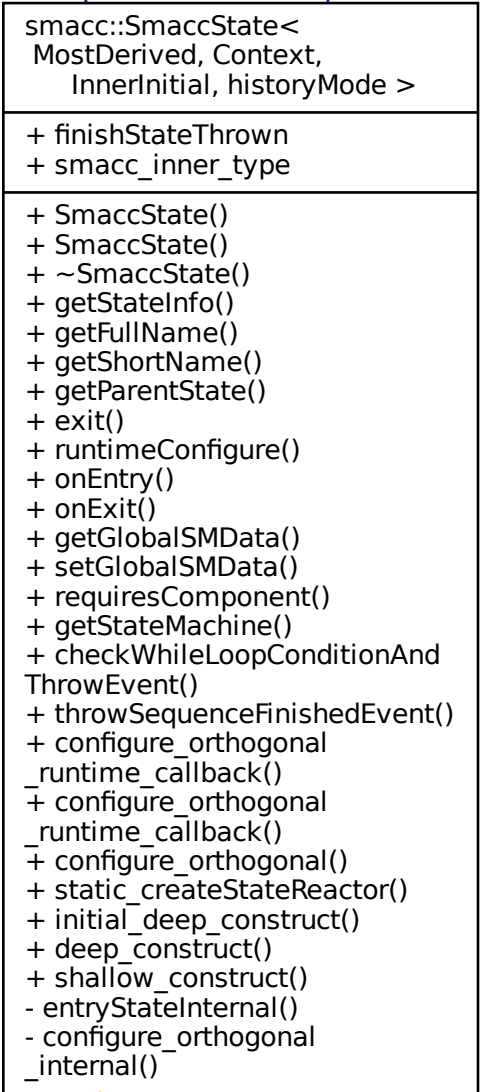 smacc::SmaccState<
MostDerived, Context,
InnerInitial, historyMode >
+ finishStateThrown
+ smacc_inner_type
+ SmaccState()
+ SmaccState()
+ ~SmaccState()
+ getStateInfo()
+ getFullName()
+ getShortName()
+ getParentState()
+ exit()
+ runtimeConfigure()
+ onEntry()
+ onExit()
+ getGlobalSMData()
+ setGlobalSMData()
+ requiresComponent()
+ getStateMachine()
+ checkWhileLoopConditionAnd
ThrowEvent()
+ throwSequenceFinishedEvent()
+ configure_orthogonal
_runtime_callback()
+ configure_orthogonal
_runtime_callback()
+ configure_orthogonal()
+ static_createStateReactor()
+ initial_deep_construct()
+ deep_construct()
+ shallow_construct()
- entryStateInternal()
- configure_orthogonal
_internal()